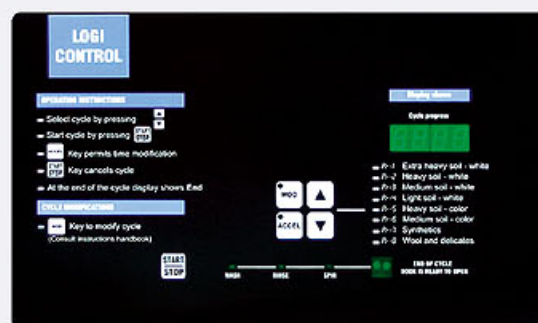 LOGI
CONTROL
OPERATING INSTRUCTIONS
Select cycle by pressing
Start cycle by pressing START STOP
Key permits time modification
START STOP Key cancels cycle
At the end of the cycle display shows End
CYCLE MODIFICATIONS
Key to modify cycle
(Consult instructions handbook)
START
STOP
MOD
ACCEL
WASH RINSE SPIN
Display shows
Cycle progress
Extra heavy soil - white
Heavy soil - white
Medium soil - white
Light soil - white
Heavy soil - color
Medium soil - color
Synthetics
Wool and delicates
END OF CYCLE
DOOR IS READY TO OPEN